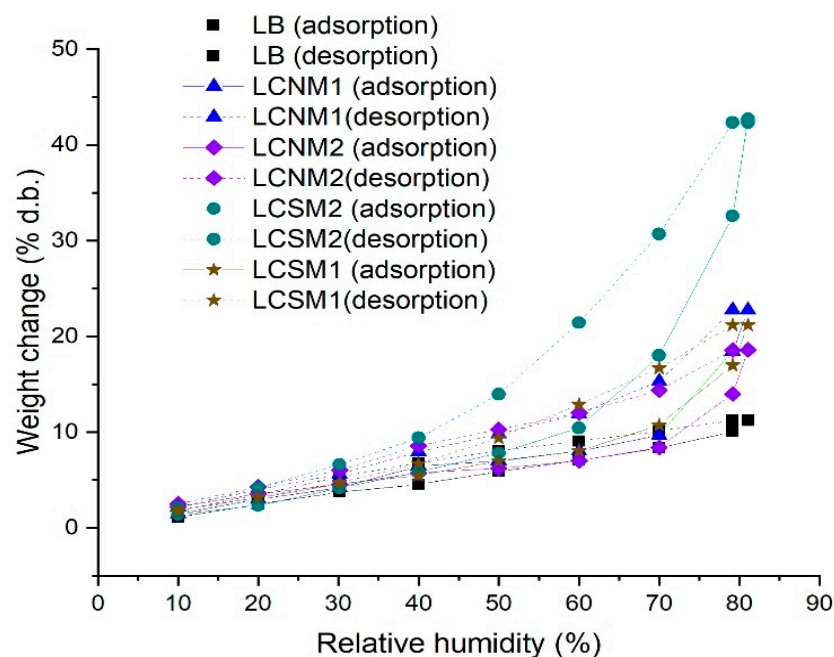 50
40
30
20
10
0
Weight change (% d.b.)
LB (adsorption)
LB (desorption)
LCNM1 (adsorption)
LCNM1(desorption)
LCNM2 (adsorption)
LCNM2(desorption)
LCSM2 (adsorption)
LCSM2(desorption)
LCSM1 (adsorption)
LCSM1(desorption)
0 10 20 30 40 50 60 70 80 90
Relative humidity (%)